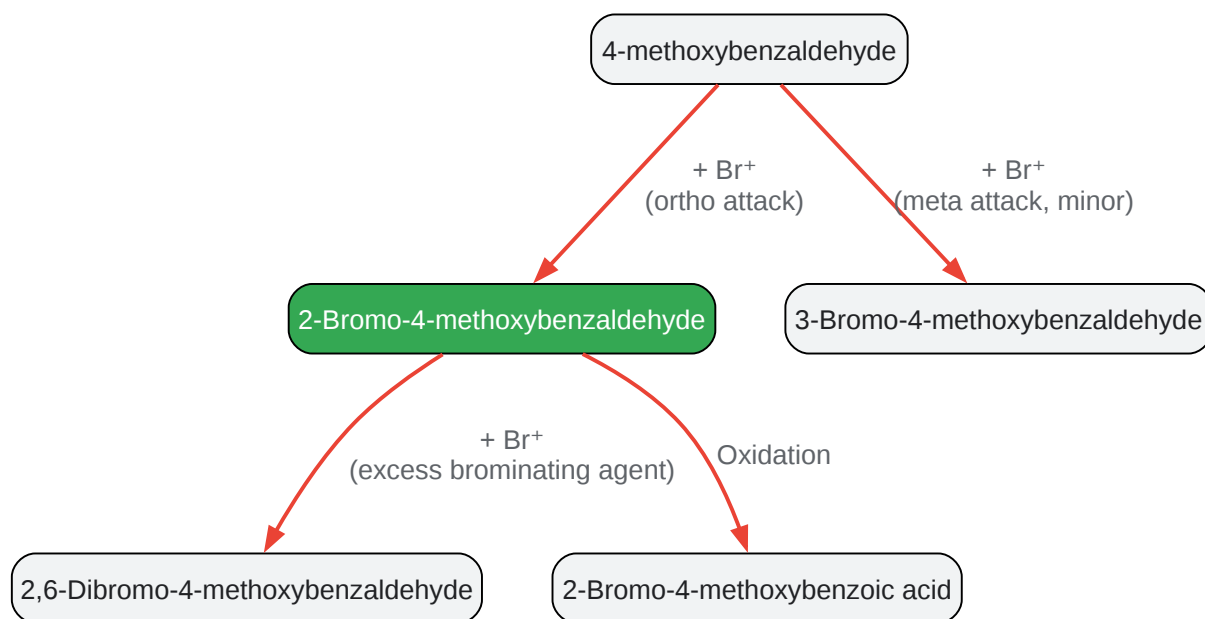 4-methoxybenzaldehyde
+ Br⁺
(ortho attack)
+ Br⁺
(meta attack, minor)
2-Bromo-4-methoxybenzaldehyde
3-Bromo-4-methoxybenzaldehyde
+ Br⁺
(excess brominating agent)
Oxidation
2,6-Dibromo-4-methoxybenzaldehyde
2-Bromo-4-methoxybenzoic acid